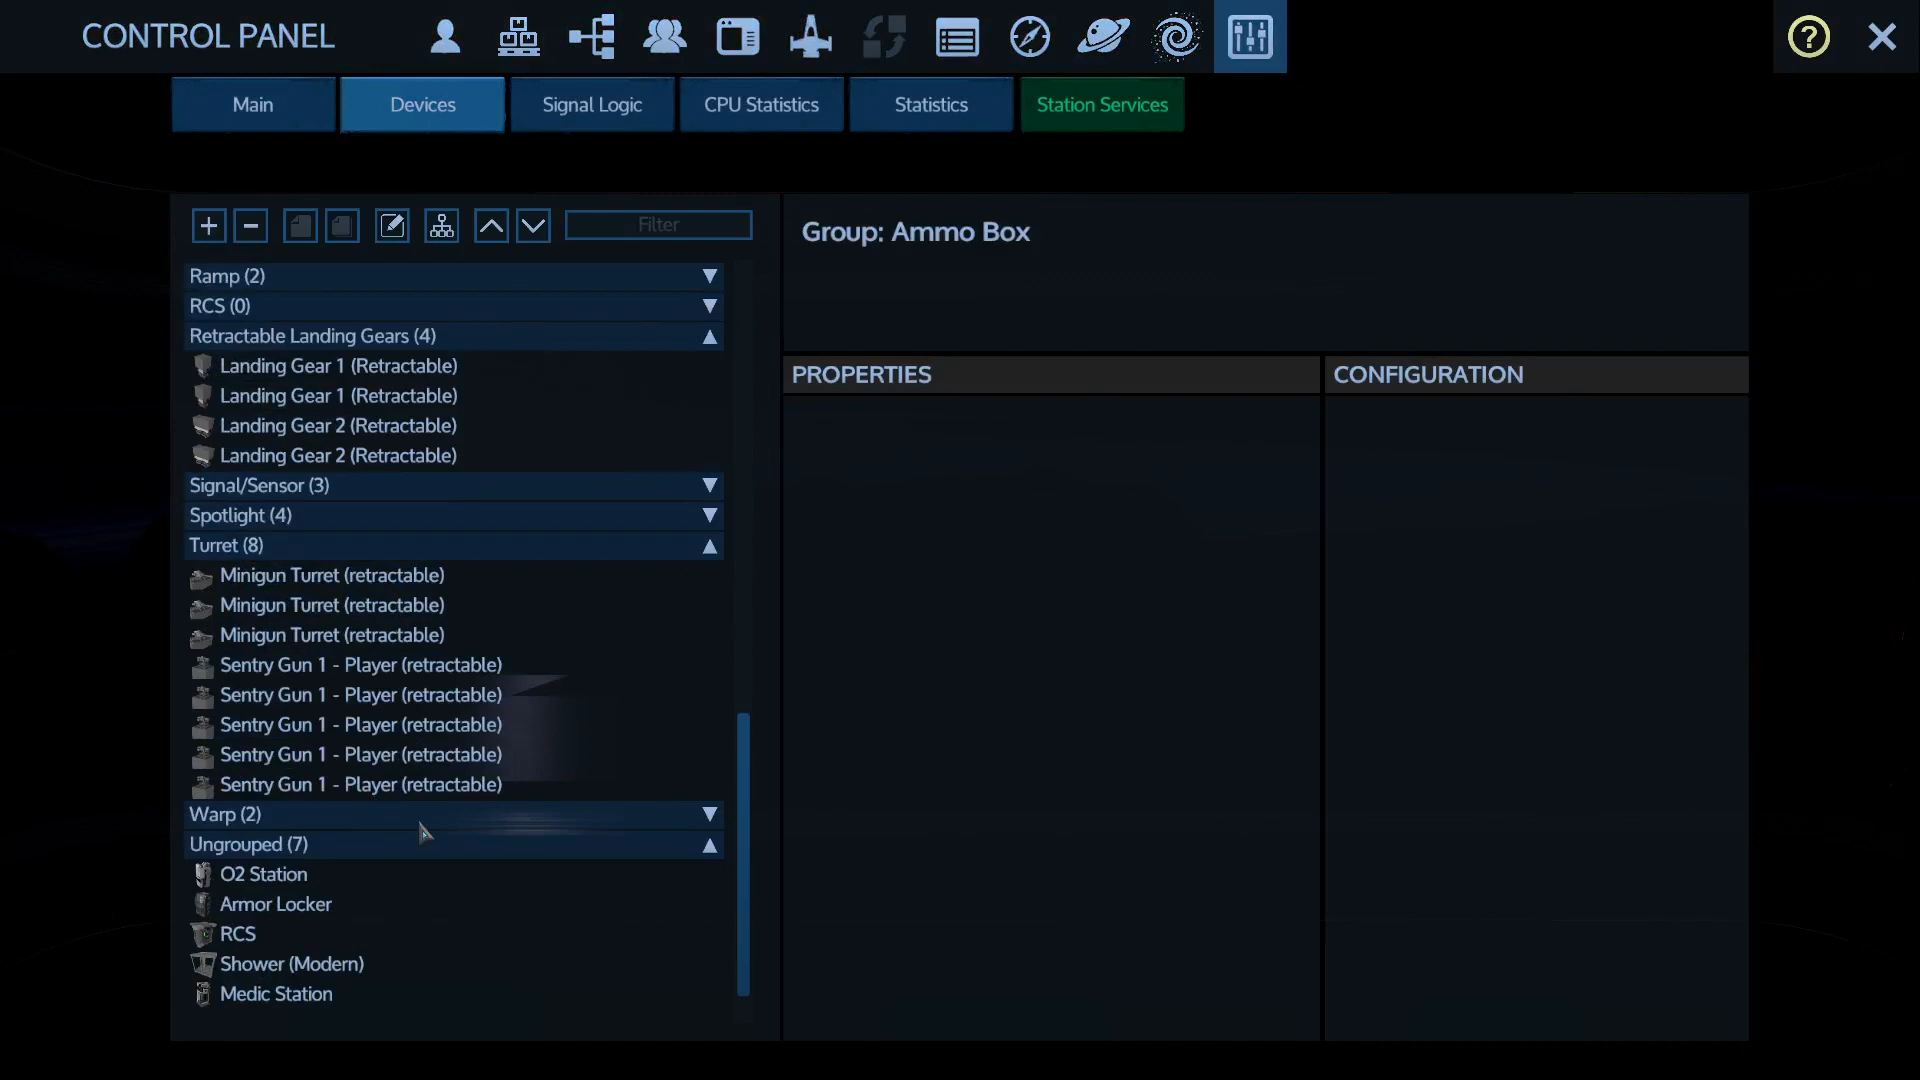 CONTROL PANEL
?
Main
Devices
Signal Logic
CPU Statistics
Statistics
Station Services
Filter
Ramp (2)
RCS (0)
Retractable Landing Gears (4)
Landing Gear 1 (Retractable)
Landing Gear 1 (Retractable)
Landing Gear 2 (Retractable)
Landing Gear 2 (Retractable)
Signal/Sensor (3)
Spotlight (4)
Turret (8)
Minigun Turret (retractable)
Minigun Turret (retractable)
Minigun Turret (retractable)
Sentry Gun 1 - Player (retractable)
Sentry Gun 1 - Player (retractable)
Sentry Gun 1 - Player (retractable)
Sentry Gun 1 - Player (retractable)
Sentry Gun 1 - Player (retractable)
Warp (2)
Ungrouped (7)
O2 Station
Armor Locker
RCS
Shower (Modern)
Medic Station
Group: Ammo Box
PROPERTIES
CONFIGURATION